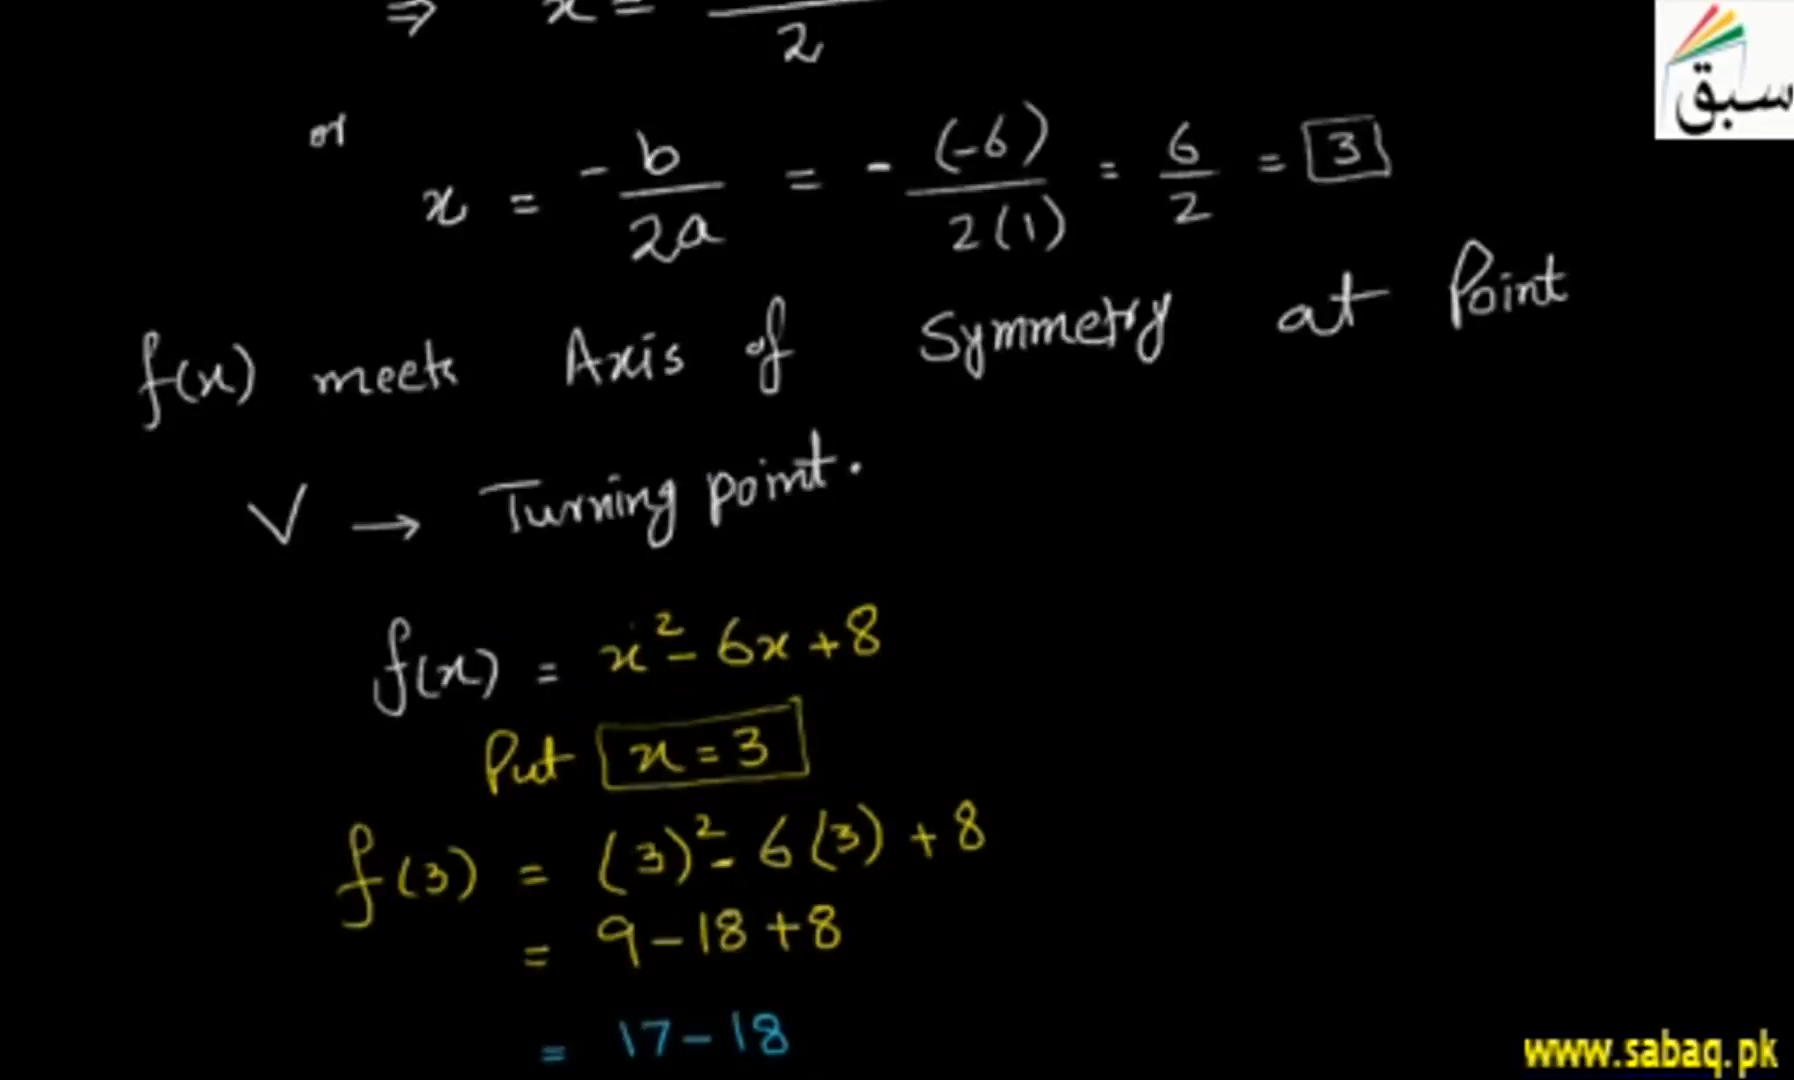 ⇒ x = 
2
سبق
or x = -b/2a = -(-6)/2(1) = 6/2 = 3
f(x) meets Axis of Symmetry at Point
V → Turning point.
f(x) = x² - 6x + 8
Put x = 3
f(3) = (3)² - 6(3) + 8
= 9 - 18 + 8
= 17 - 18
www.sabaq.pk